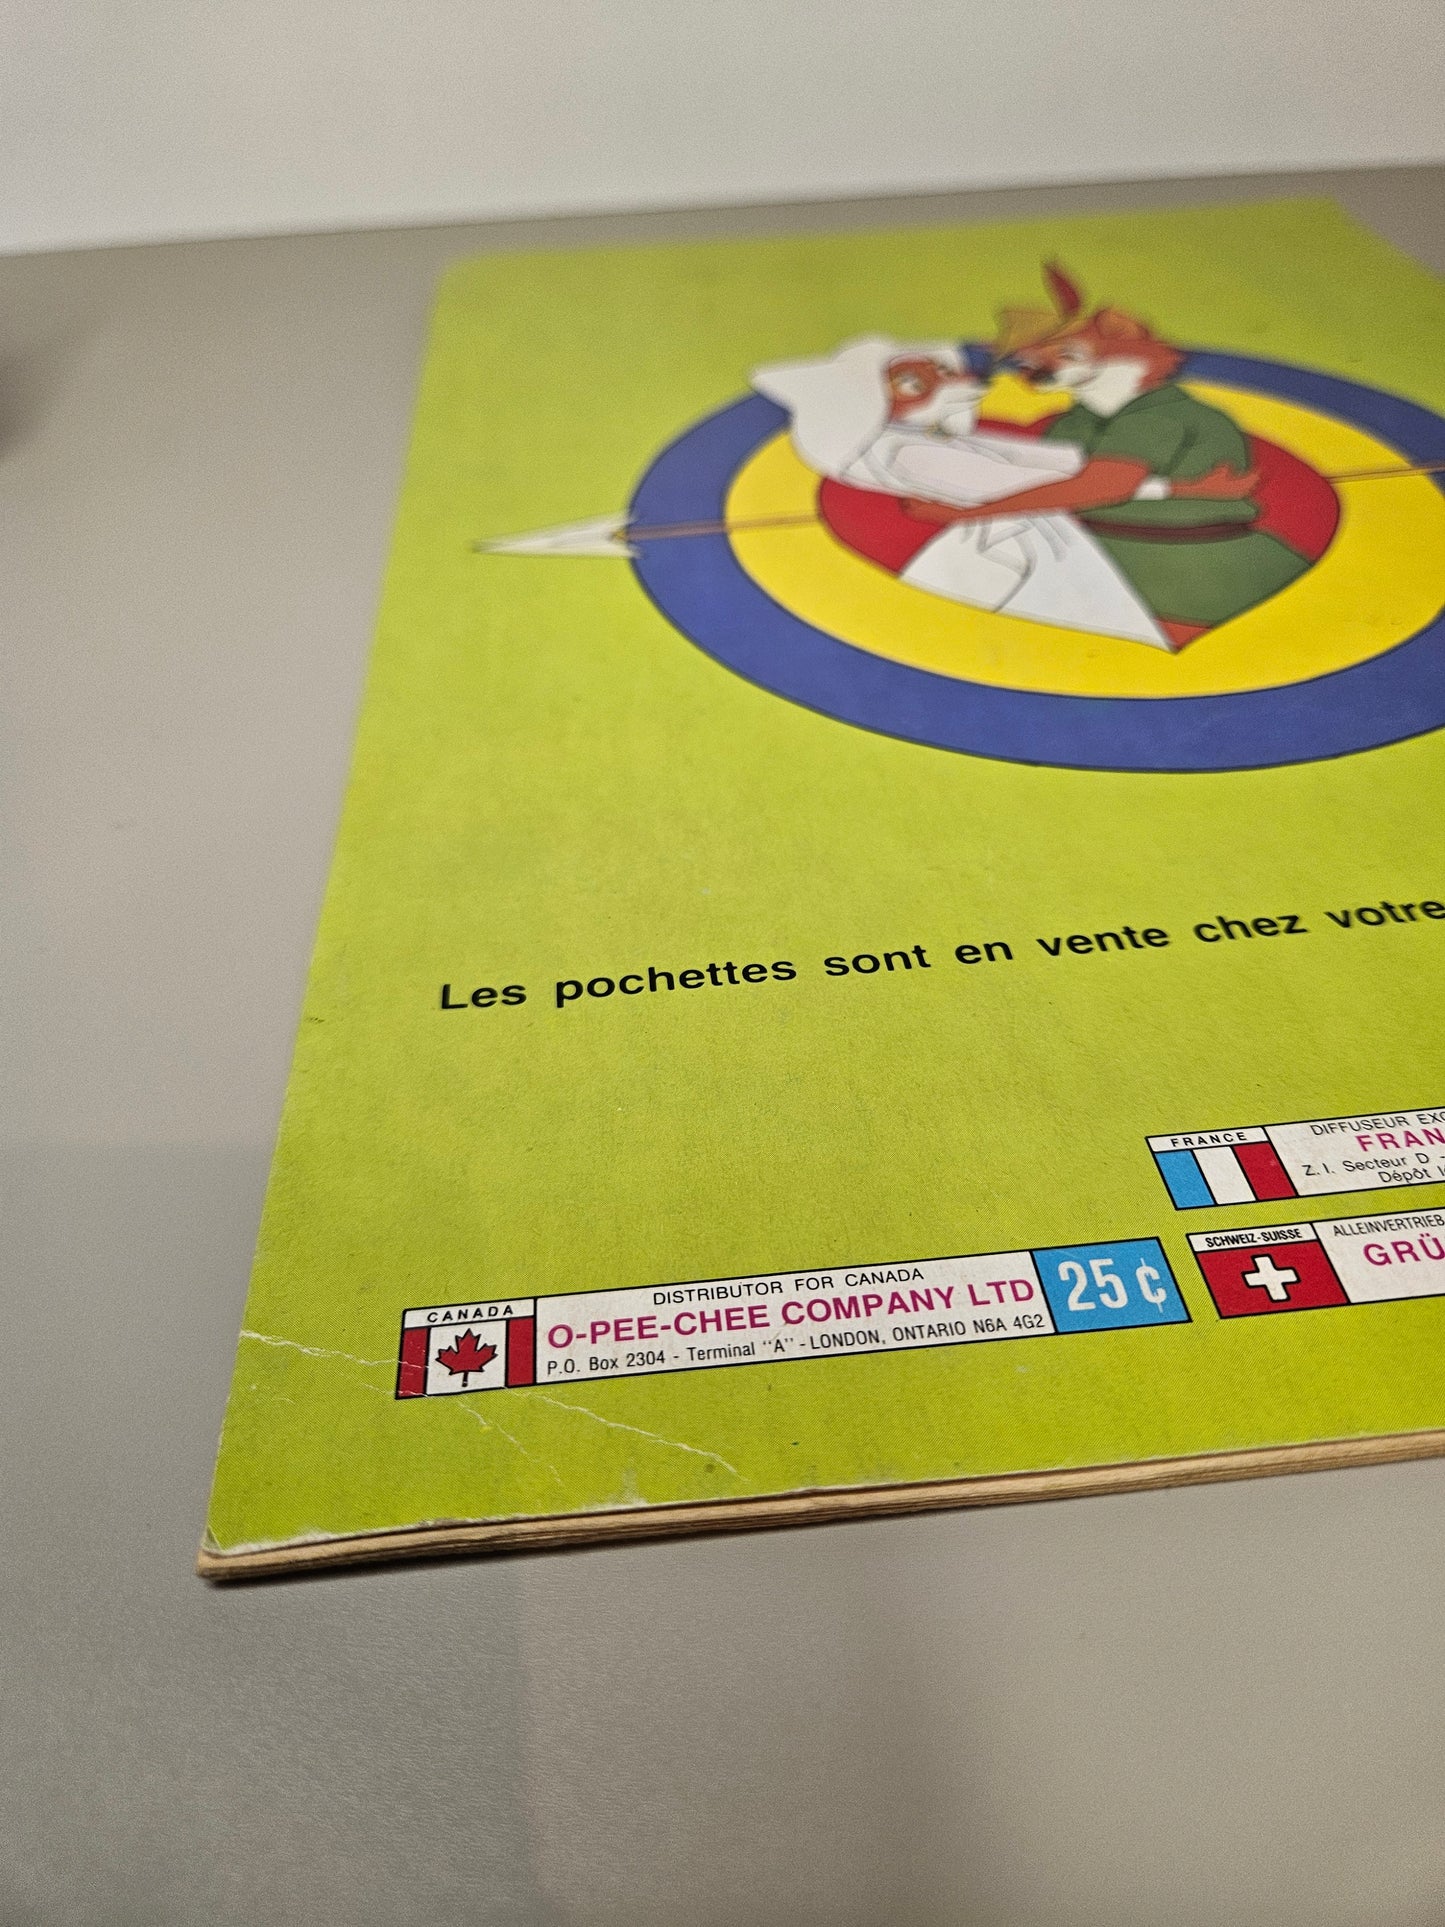 Les pochettes sont en vente chez votre
FRANCE
DIFFUSEUR
FRAN
Z.I. Secteur D -
Dépôt
SCHWEIZ-SUISSE
ALLEINVERTRIEB
GRÜ
CANADA
DISTRIBUTOR FOR CANADA
O-PEE-CHEE COMPANY LTD
P.O. Box 2304 - Terminal "A" - LONDON, ONTARIO N6A 4G2
25 ¢